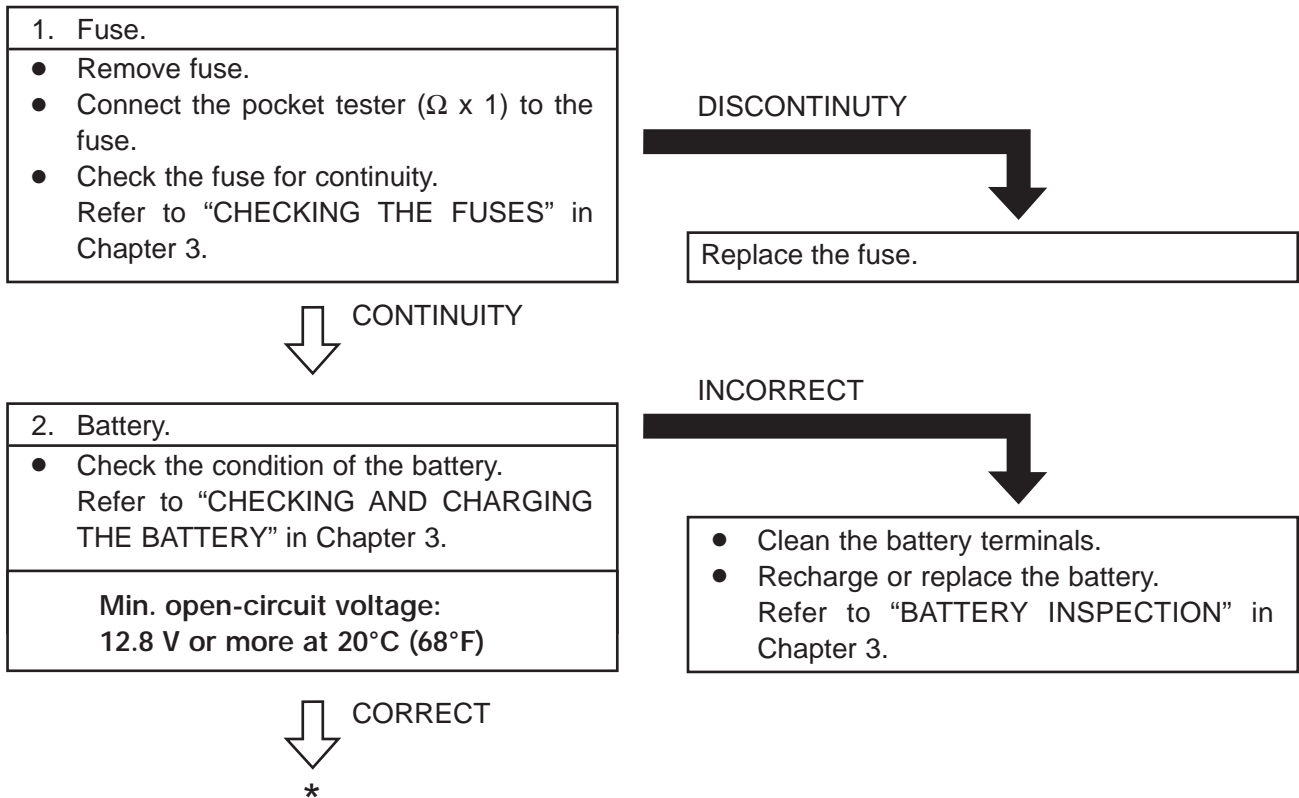 1. Fuse.
● Remove fuse.
● Connect the pocket tester (Ω x 1) to the
fuse.
● Check the fuse for continuity.
Refer to “CHECKING THE FUSES” in
Chapter 3.
DISCONTINUTY
Replace the fuse.
CONTINUITY
2. Battery.
● Check the condition of the battery.
Refer to “CHECKING AND CHARGING
THE BATTERY” in Chapter 3.
Min. open-circuit voltage:
12.8 V or more at 20°C (68°F)
INCORRECT
● Clean the battery terminals.
● Recharge or replace the battery.
Refer to “BATTERY INSPECTION” in
Chapter 3.
CORRECT
*